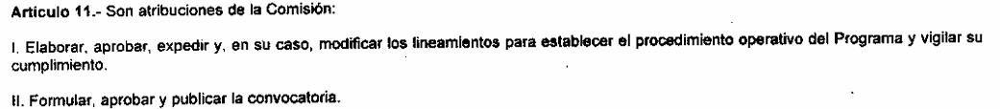 Artículo 11.- Son atribuciones de la Comisión:
I. Elaborar, aprobar, expedir y, en su caso, modificar los lineamientos para establecer el procedimiento operativo del Programa y vigilar su
cumplimiento.
II. Formular, aprobar y publicar la convocatoria.